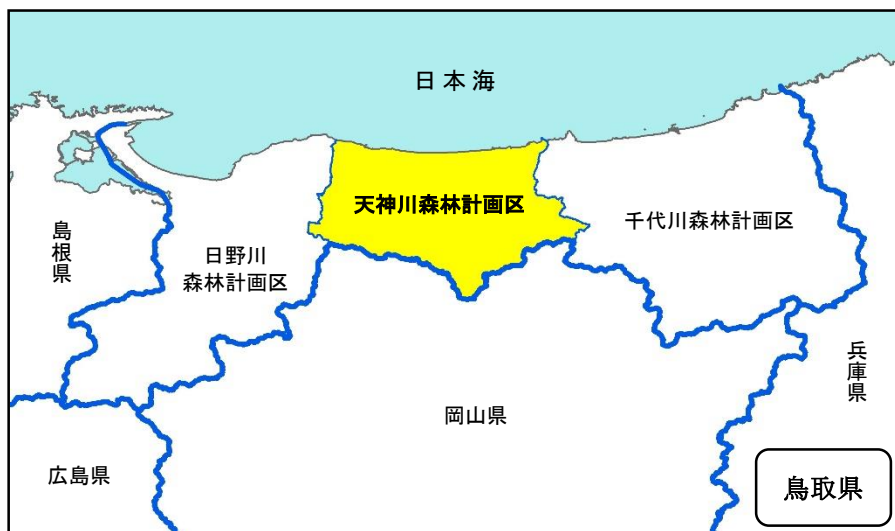 日本海
天神川森林計画区
千代川森林計画区
島根県
日野川
森林計画区
兵庫県
岡山県
広島県
鳥取県